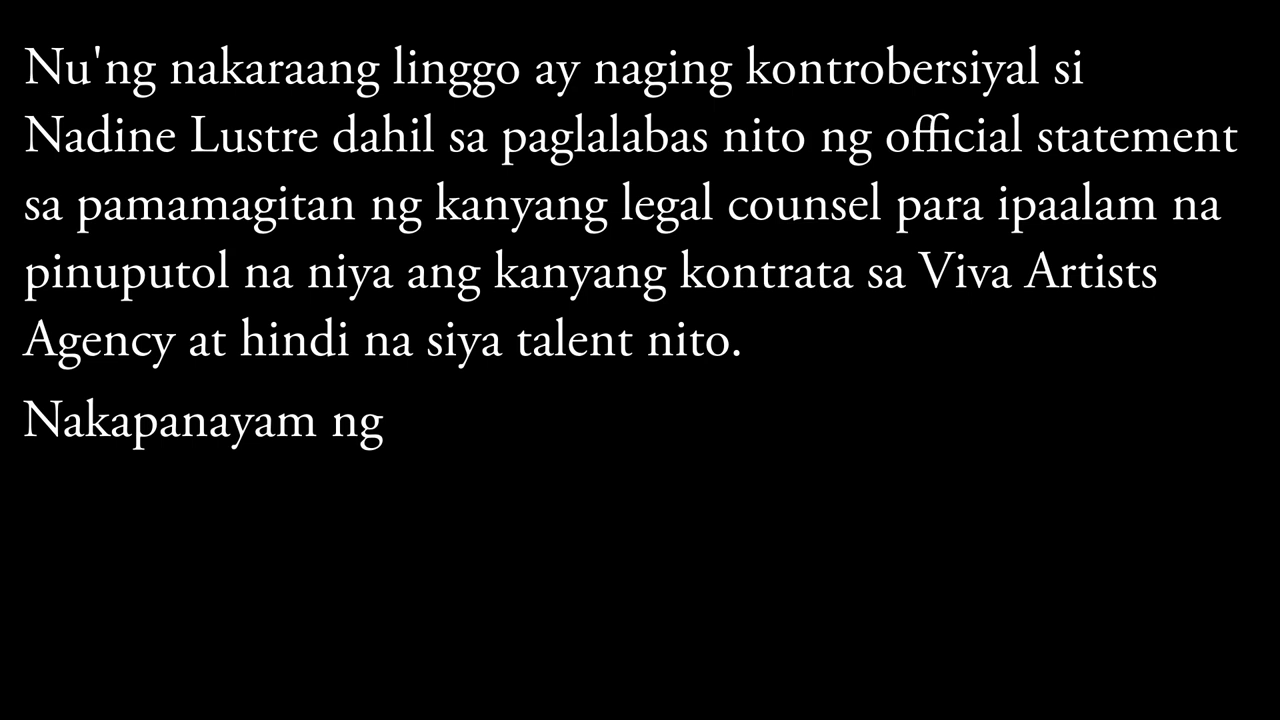 Nu'ng nakaraang linggo ay naging kontrobersiyal si
Nadine Lustre dahil sa paglalabas nito ng official statement
sa pamamagitan ng kanyang legal counsel para ipaalam na
pinuputol na niya ang kanyang kontrata sa Viva Artists
Agency at hindi na siya talent nito.
Nakapanayam ng